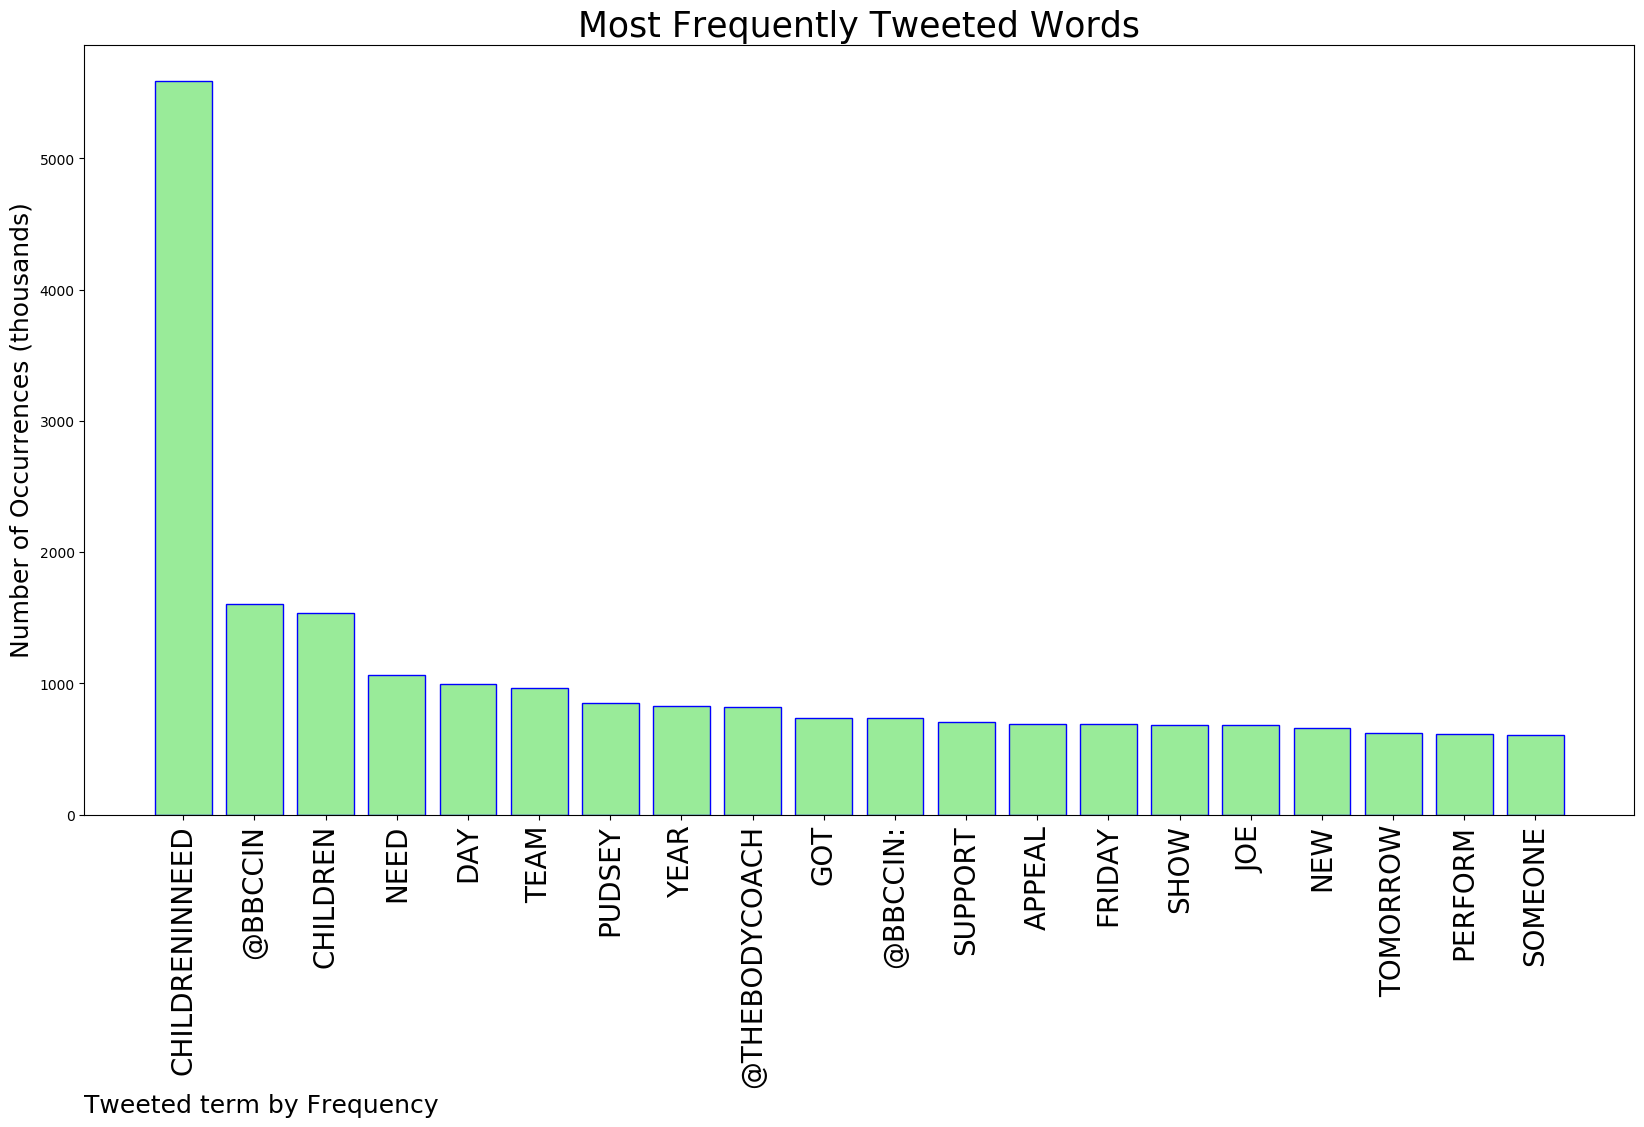 Most Frequently Tweeted Words
Number of Occurrences (thousands)
5000
4000
3000
2000
1000
0
CHILDRENINNEED
@BBCCIN
CHILDREN
NEED
DAY
TEAM
PUDSEY
YEAR
@THEBODYCOACH
GOT
@BBCCIN:
SUPPORT
APPEAL
FRIDAY
SHOW
JOE
NEW
TOMORROW
PERFORM
SOMEONE
Tweeted term by Frequency